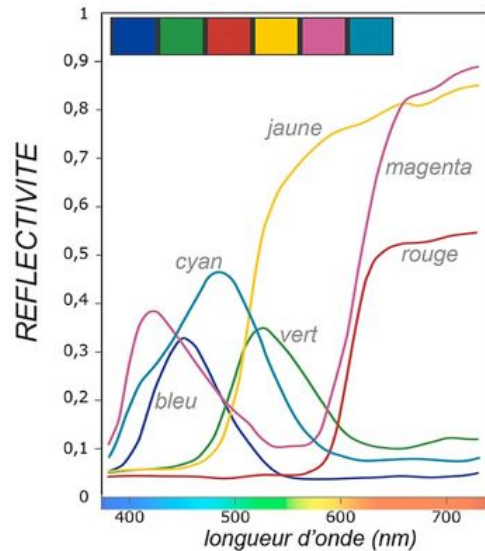 REFLECTIVITE
1
0,9
0,8
0,7
0,6
0,5
0,4
0,3
0,2
0,1
0
jaune
magenta
rouge
cyan
vert
bleu
400 500 600 700
longueur d'onde (nm)